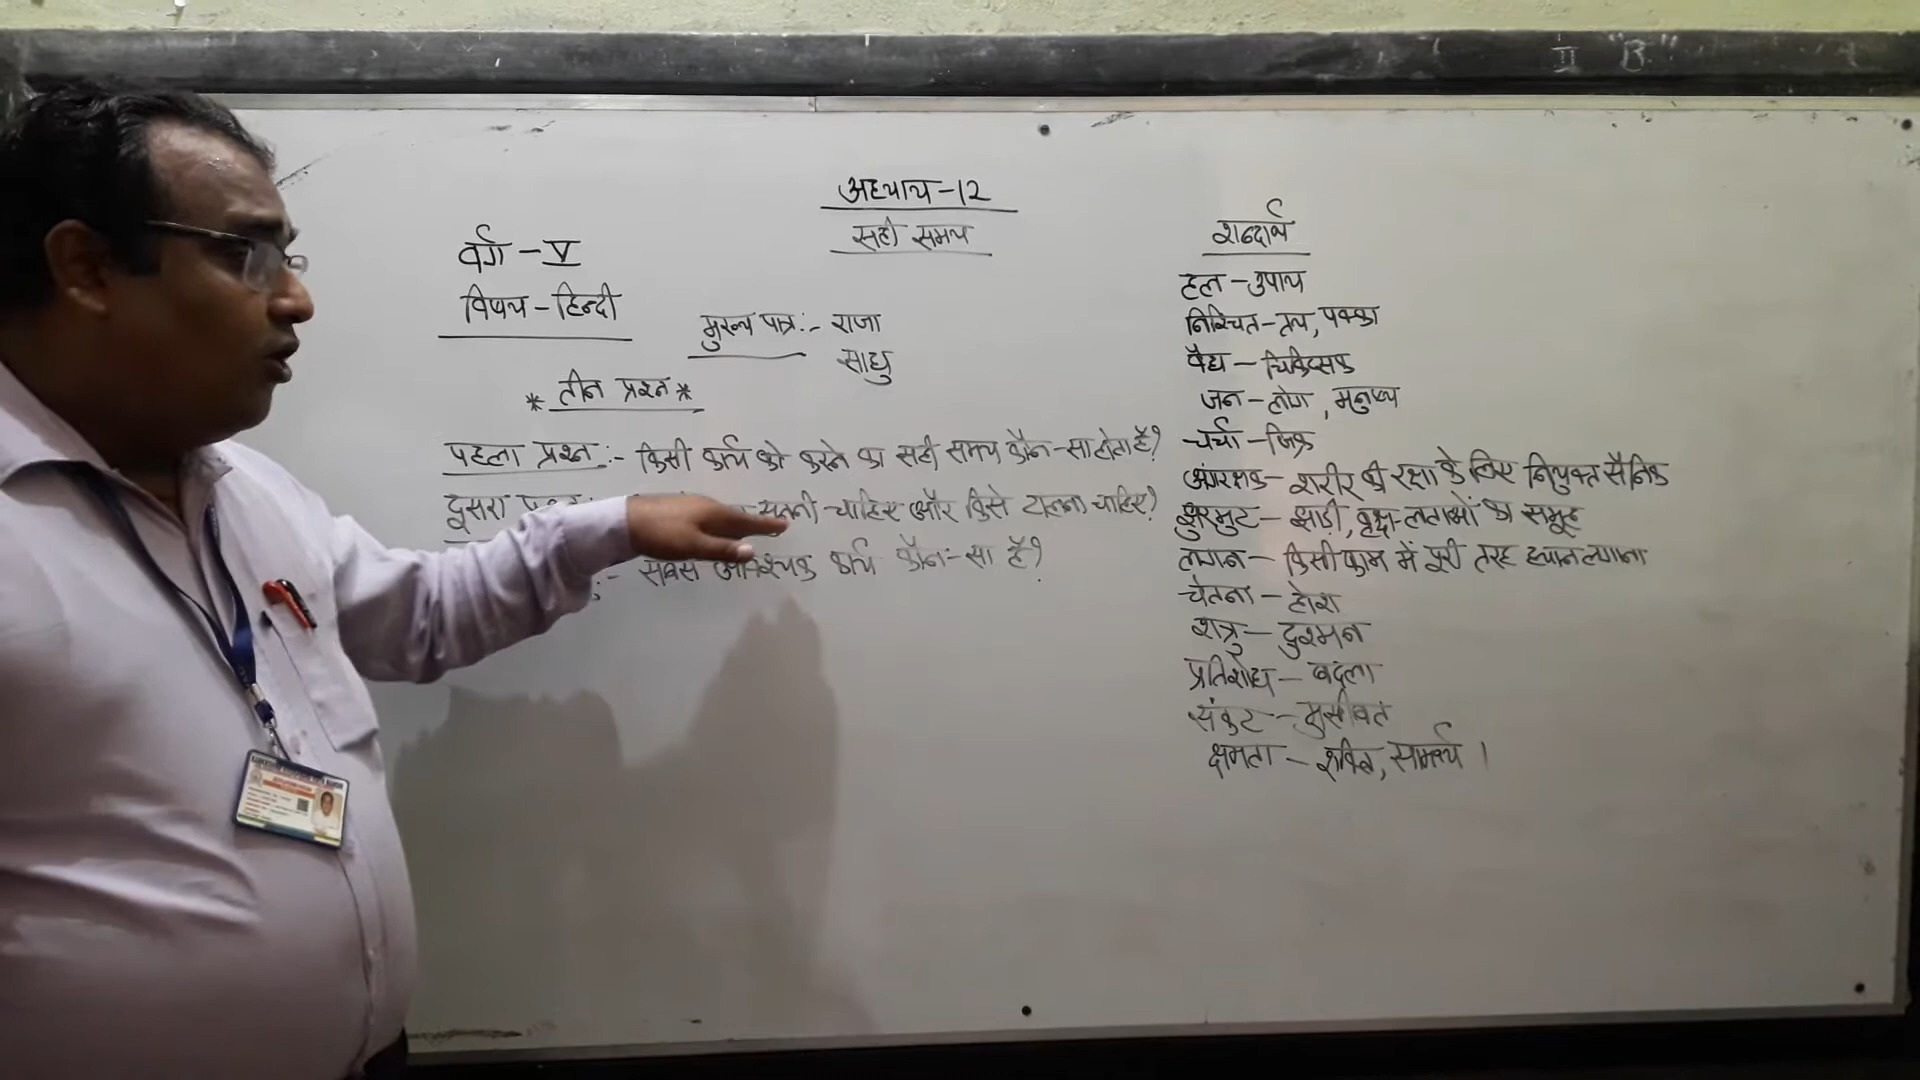 II "B"
अध्याय-12
सही समय
वर्ग - V
विषय - हिन्दी
मुख्य पात्र :- राजा
साधु
* तीन प्रश्न *
पहला प्रश्न :- किसी कार्य को करने का सही समय कौन-सा होता है?
दूसरा चाहिए और किसे टालना चाहिए?
:- सबसे आवश्यक कार्य कौन-सा है?
शब्दार्थ
हल - उपाय
निश्चित - तय, पक्का
वैद्य - चिकित्सक
जन - लोग, मनुष्य
चर्चा - जिक्र
अंगरक्षक - शरीर की रक्षा के लिए नियुक्त सैनिक
झुरमुट - झाड़ी, वृक्ष-लताओं का समूह
लगन - किसी काम में पूरी तरह ध्यान लगाना
चेतना - होश
शत्रु - दुश्मन
प्रतिशोध - बदला
संकट - मुसीबत
क्षमता - शक्ति, सामर्थ्य ।